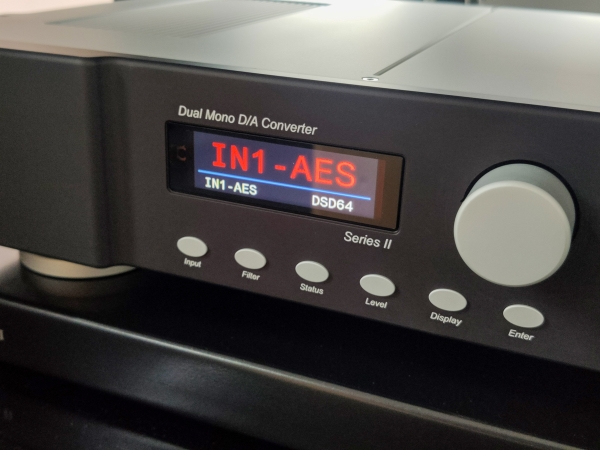 Dual Mono D/A Converter
IN1-AES
IN1-AES DSD64
Series II
Input Filter Status Level Display Enter